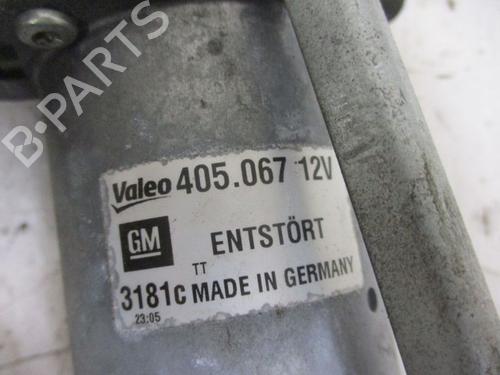 B-PARTS
Valeo 405.067 12V
GM ENTSTÖRT
TT
3181C MADE IN GERMANY
23:05